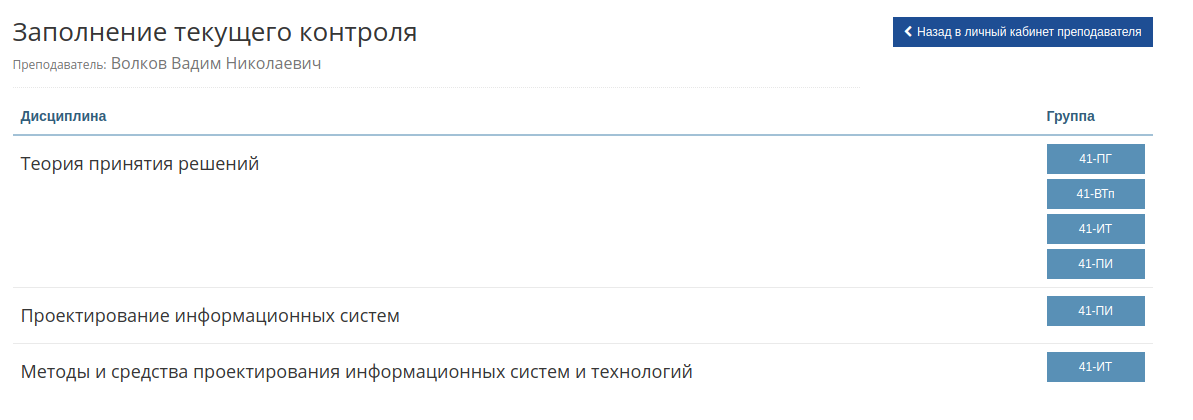 Заполнение текущего контроля
Назад в личный кабинет преподавателя
Преподаватель: Волков Вадим Николаевич
Дисциплина Группа
Теория принятия решений 41-ПГ
41-ВТп
41-ИТ
41-ПИ
Проектирование информационных систем 41-ПИ
Методы и средства проектирования информационных систем и технологий 41-ИТ